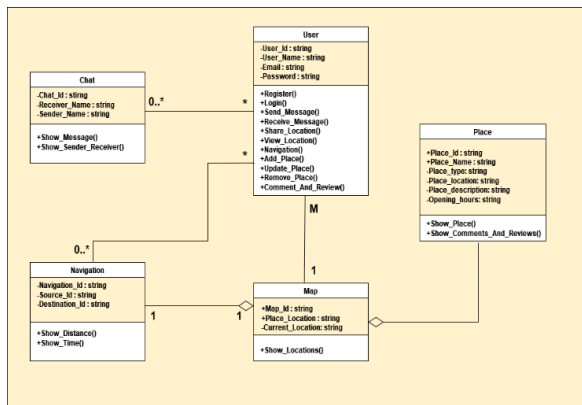 User
-User_Id : string
-User_Name : string
-Email : string
-Password : string
+Register()
+Login()
+Send_Message()
+Receive_Message()
+Share_Location()
+View_Location()
+Navigation()
+Add_Place()
+Update_Place()
+Remove_Place()
+Comment_And_Review()
Chat
-Chat_Id : stirng
-Receiver_Name : string
-Sender_Name : string
+Show_Message()
+Show_Sender_Receiver()
0..*
*
*
0..*
Place
+Place_Id : string
+Place_Name : string
-Place_type: string
-Place_location: string
-Place_description: string
-Opening_hours: string
+Show_Place()
+Show_Comments_And_Reviews()
M
1
Navigation
-Navigation_Id : string
-Source_Id : string
-Destination_Id : string
+Show_Distance()
+Show_Time()
1
1
Map
+Map_Id : string
+Place_Location : string
-Current_Location: string
+Show_Locations()